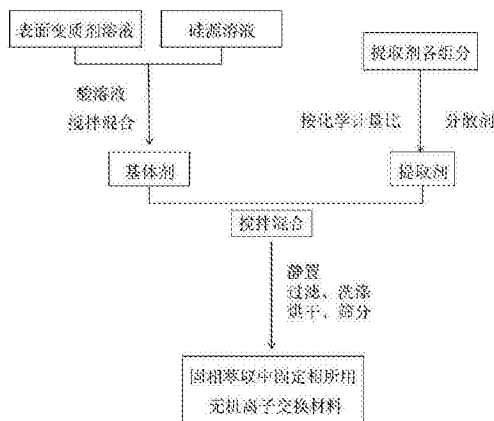 表面变质剂溶液
硅源溶液
提取剂各组分
酸溶液
搅拌混合
按化学计量比
分散剂
基体剂
提取剂
搅拌混合
静置
过滤、洗涤
烘干、筛分
固相萃取中固定相所用
无机离子交换材料